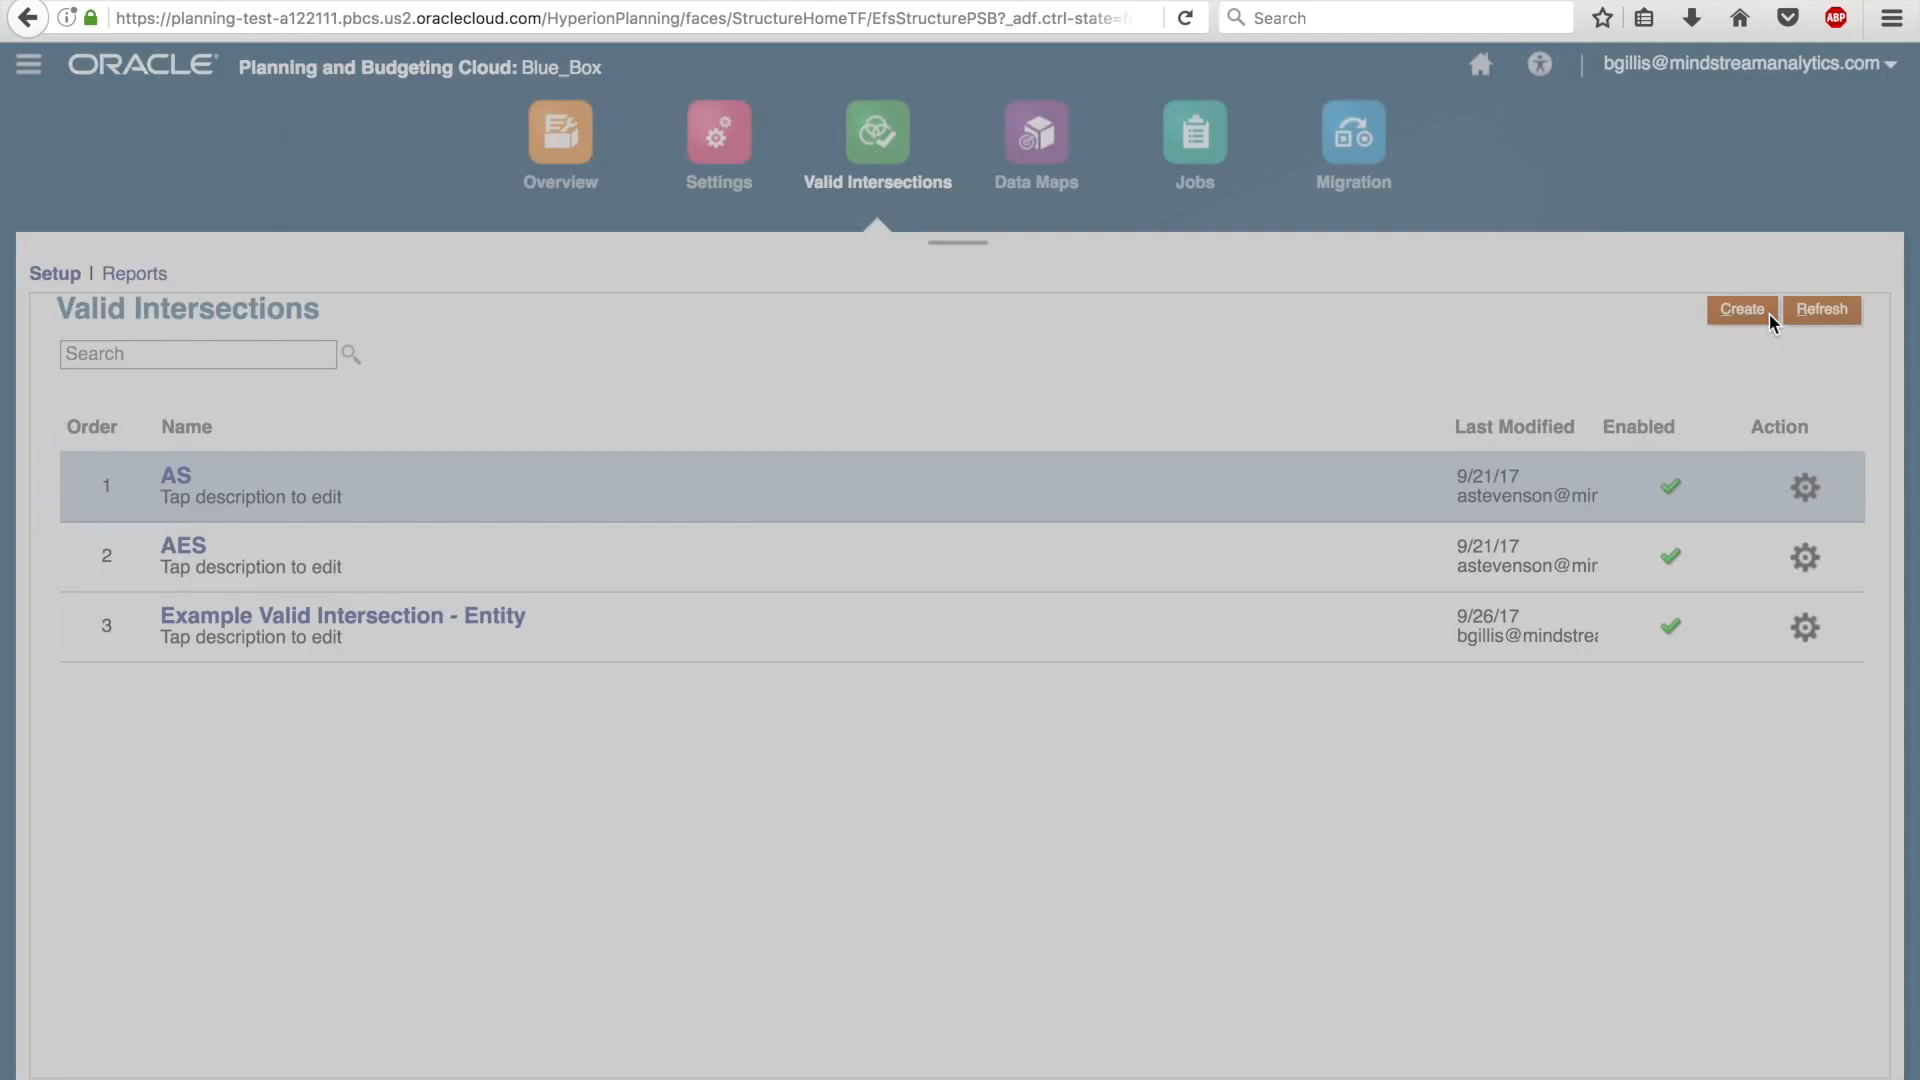 https://planning-test-a122111.pbcs.us2.oraclecloud.com/HyperionPlanning/faces/StructureHomeTF/EfsStructurePSB?_adf.ctrl-state=f
Search
ABP
ORACLE Planning and Budgeting Cloud: Blue_Box
bgillis@mindstreamanalytics.com
Overview
Settings
Valid Intersections
Data Maps
Jobs
Migration
Setup | Reports
Valid Intersections
Create
Refresh
Search
Order Name Last Modified Enabled Action
1 AS 9/21/17
Tap description to edit astevenson@mir
2 AES 9/21/17
Tap description to edit astevenson@mir
3 Example Valid Intersection - Entity 9/26/17
Tap description to edit bgillis@mindstrea